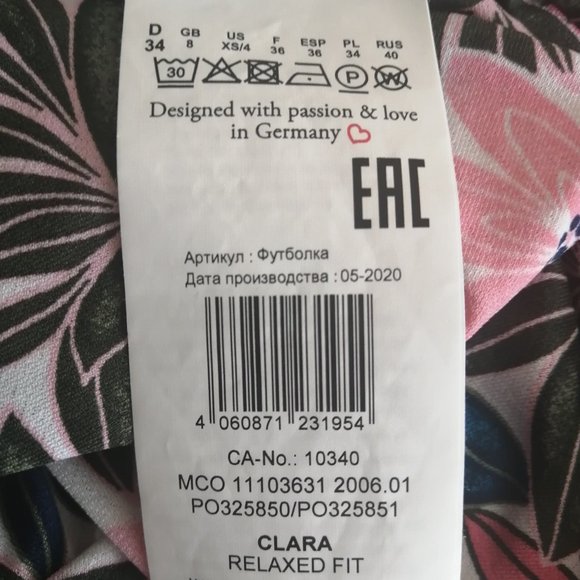 D GB US F ESP PL RUS
34 8 XS/4 36 36 34 40
30 P W
Designed with passion & love
in Germany
EAC
Артикул : Футболка
Дата производства : 05-2020
4 060871 231954
CA-No.: 10340
MCO 11103631 2006.01
PO325850/PO325851
CLARA
RELAXED FIT